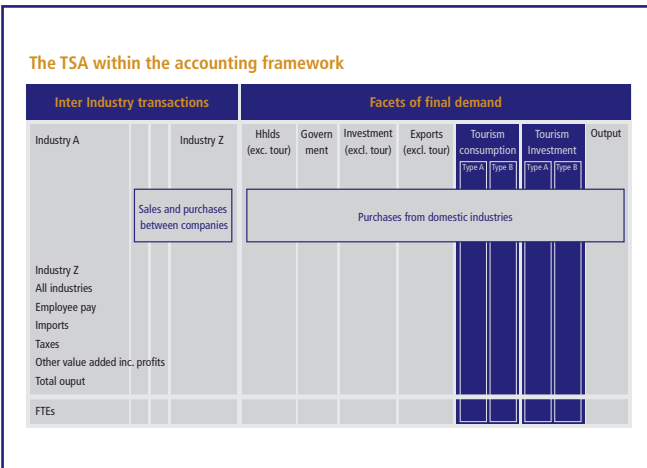 The TSA within the accounting framework
Inter Industry transactions
Facets of final demand
Industry A
Industry Z
Hhlds
(exc. tour)
Govern
ment
Investment
(excl. tour)
Exports
(excl. tour)
Tourism
consumption
Type A
Type B
Tourism
Investment
Type A
Type B
Output
Sales and purchases
between companies
Purchases from domestic industries
Industry Z
All industries
Employee pay
Imports
Taxes
Other value added inc. profits
Total ouput
FTEs